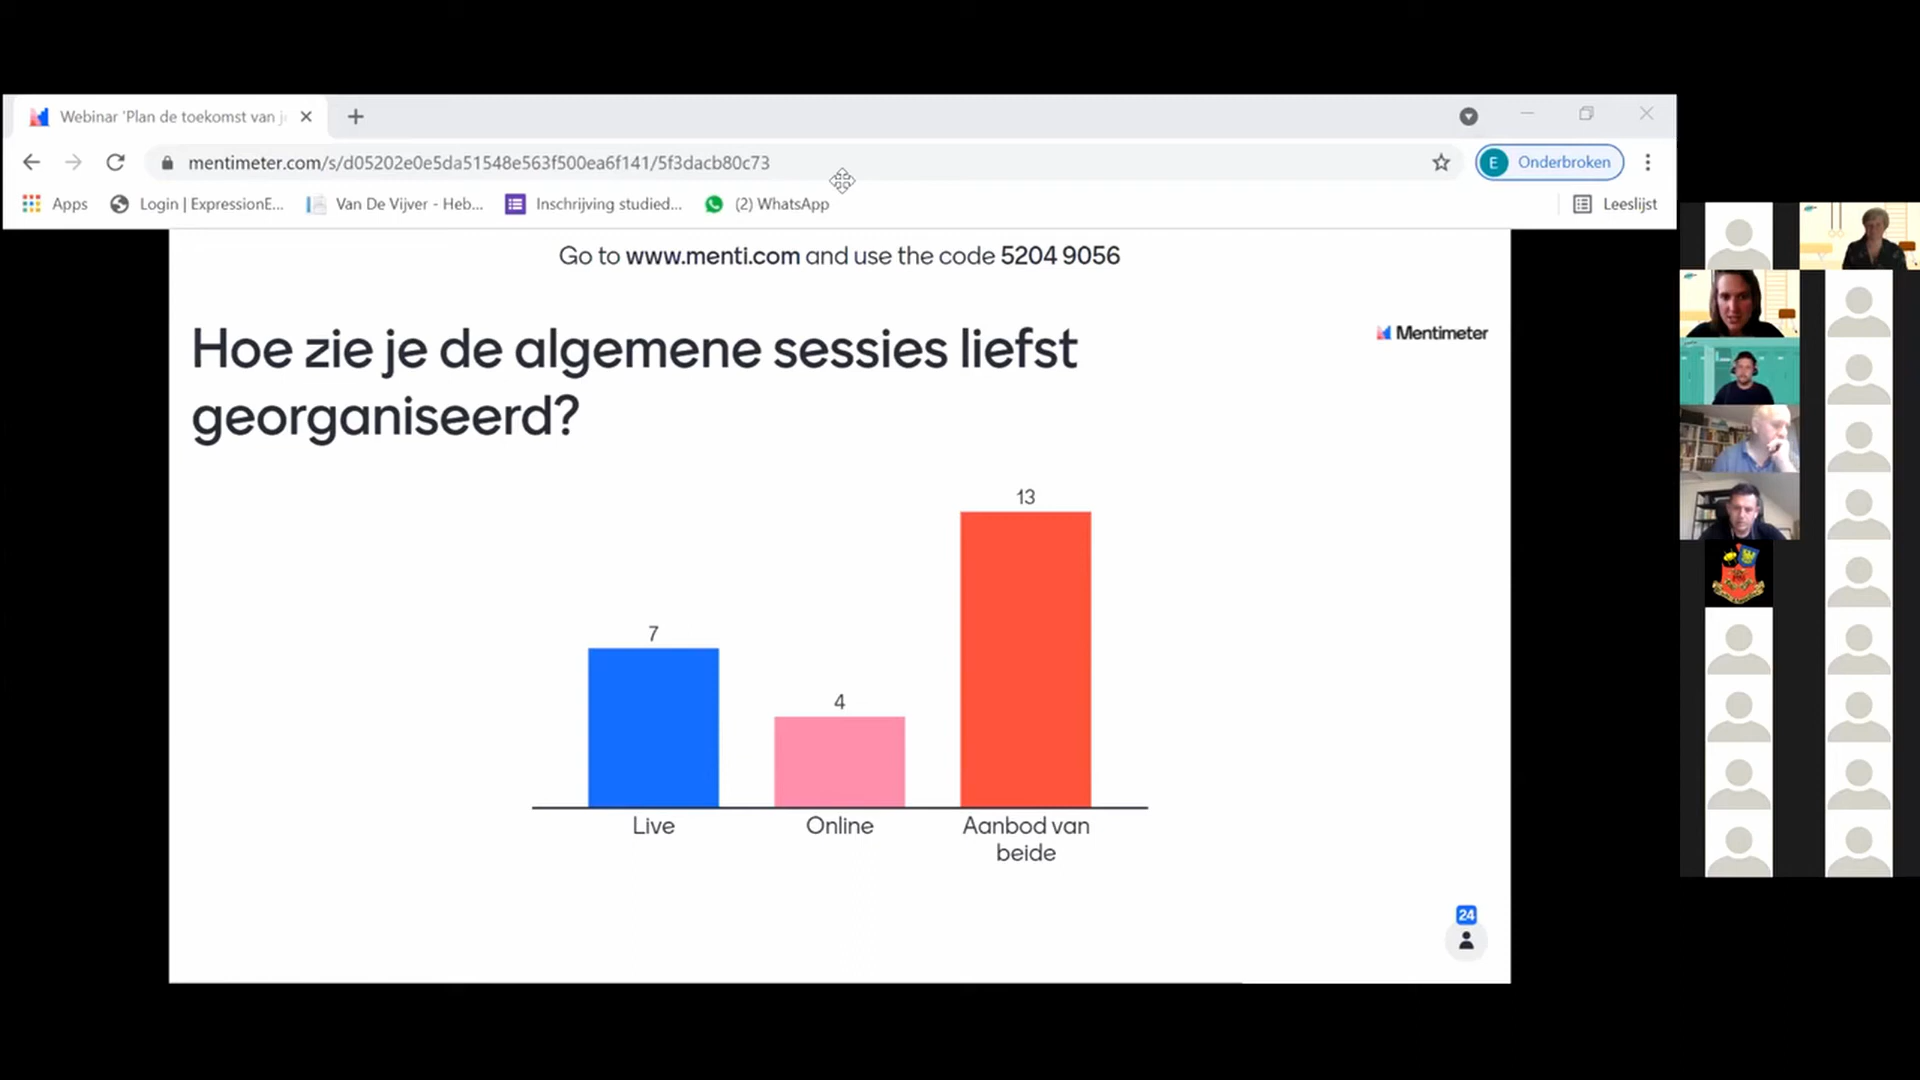 Webinar 'Plan de toekomst van j
mentimeter.com/s/d05202e0e5da51548e563f500ea6f141/5f3dacb80c73
E Onderbroken
Apps Login | ExpressionE... Van De Vijver - Heb... Inschrijving studied... (2) WhatsApp Leeslijst
Go to www.menti.com and use the code 5204 9056
Hoe zie je de algemene sessies liefst
georganiseerd?
Mentimeter
13
7
4
Live
Online
Aanbod van
beide
24